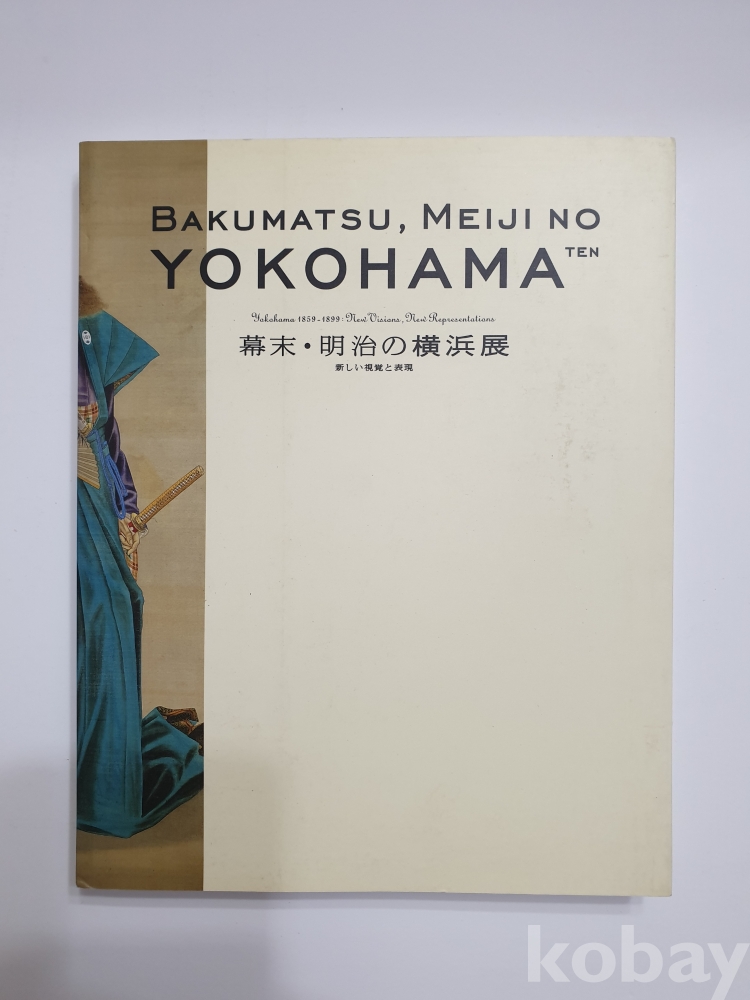 BAKUMATSU, MEIJI NO
YOKOHAMA TEN
Yokohama 1859-1899: New Visions, New Representations
幕末・明治の横浜展
新しい視覚と表現
kobay